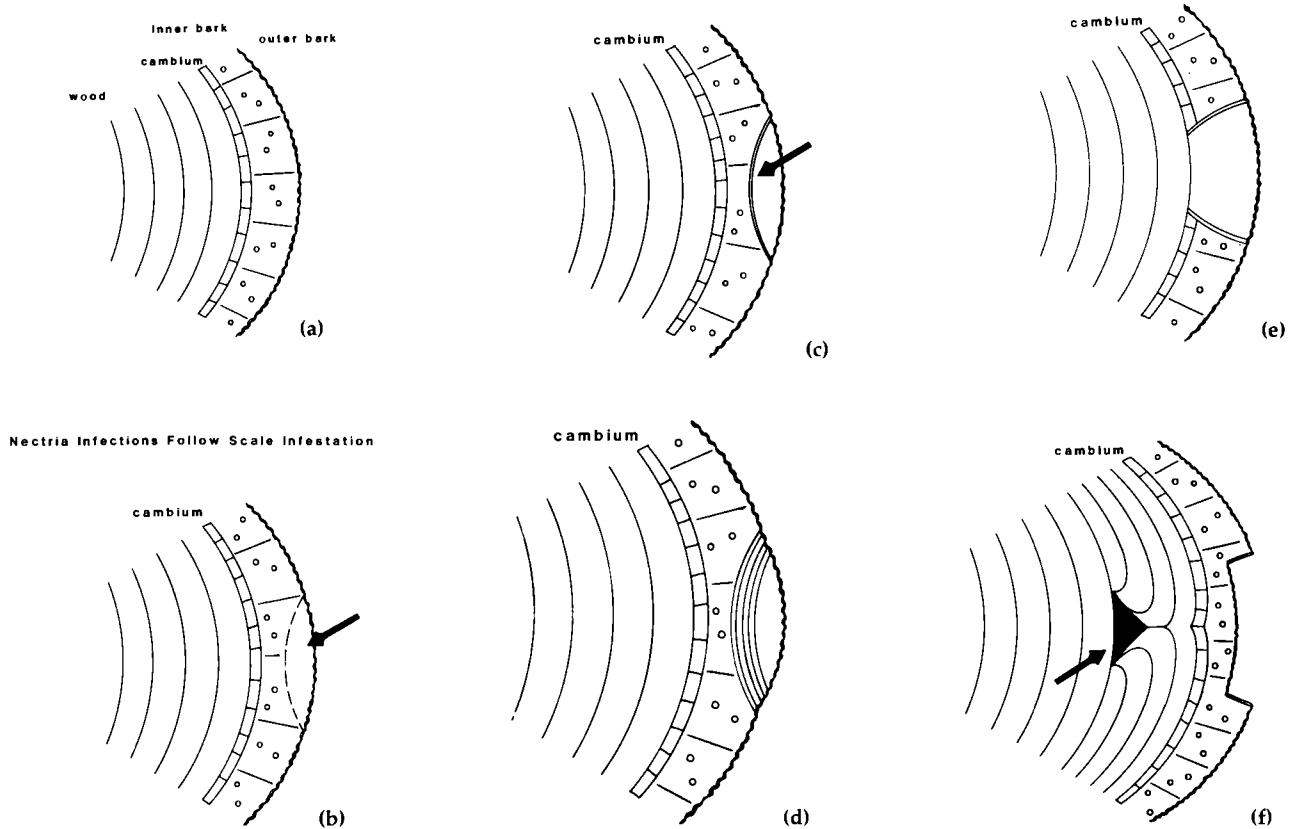 inner bark
outer bark
cambium
wood
(a)
cambium
(c)
cambium
(e)
Nectria Infections Follow Scale Infestation
cambium
(b)
cambium
(d)
cambium
(f)